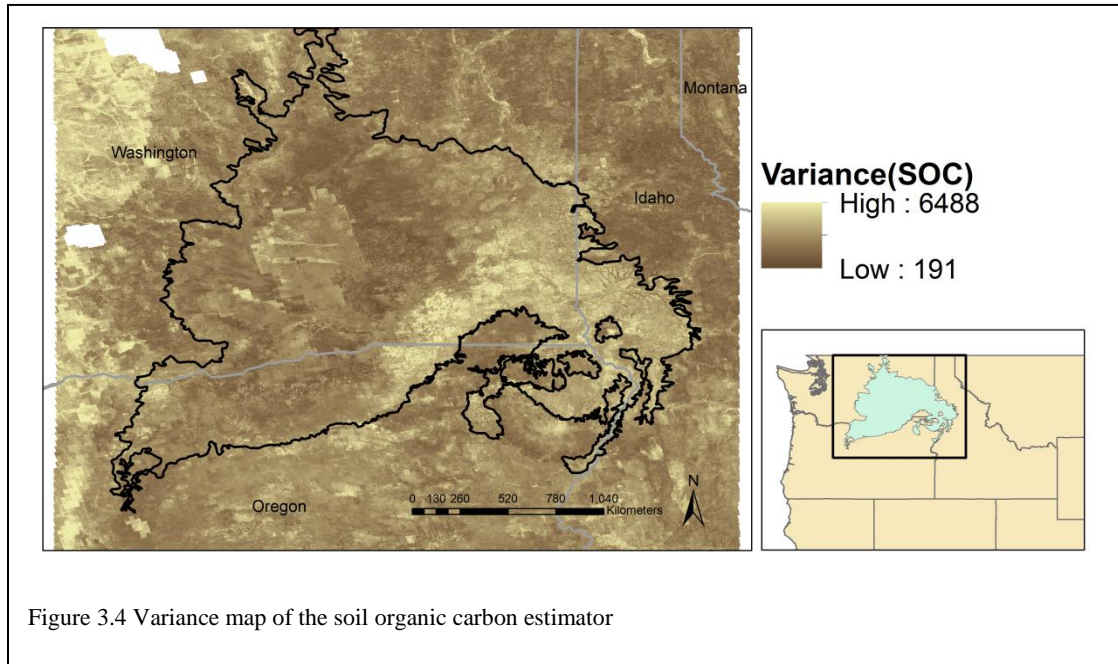 Washington
Montana
Idaho
Oregon
0 130 260 520 780 1,040
Kilometers
N
Variance(SOC)
High : 6488
Low : 191
Figure 3.4 Variance map of the soil organic carbon estimator